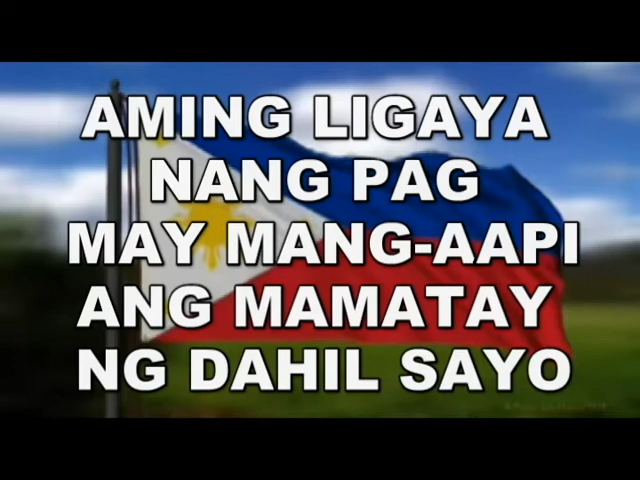 AMING LIGAYA
NANG PAG
MAY MANG-AAPI
ANG MAMATAY
NG DAHIL SAYO